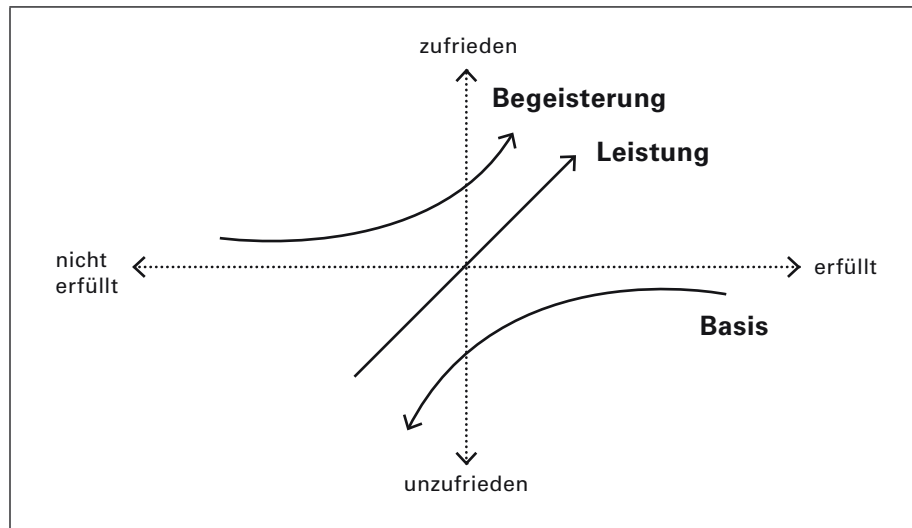 zufrieden
Begeisterung
Leistung
nicht
erfüllt
erfüllt
Basis
unzufrieden